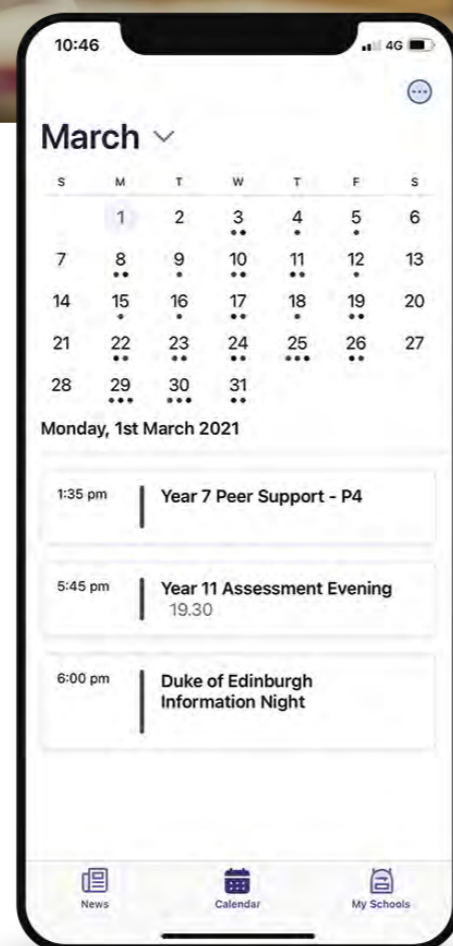 10:46 4G
March
S M T W T F S
1 2 3 4 5 6
7 8 9 10 11 12 13
14 15 16 17 18 19 20
21 22 23 24 25 26 27
28 29 30 31
Monday, 1st March 2021
1:35 pm Year 7 Peer Support - P4
5:45 pm Year 11 Assessment Evening
19.30
6:00 pm Duke of Edinburgh
Information Night
News Calendar My Schools